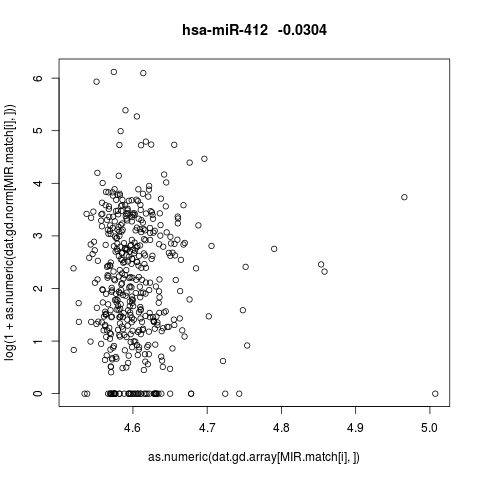 hsa-miR-412 -0.0304
log(1 + as.numeric(dat.gd.norm[MIR.match[i], ]))
6
5
4
3
2
1
0
4.6 4.7 4.8 4.9 5.0
as.numeric(dat.gd.array[MIR.match[i], ])